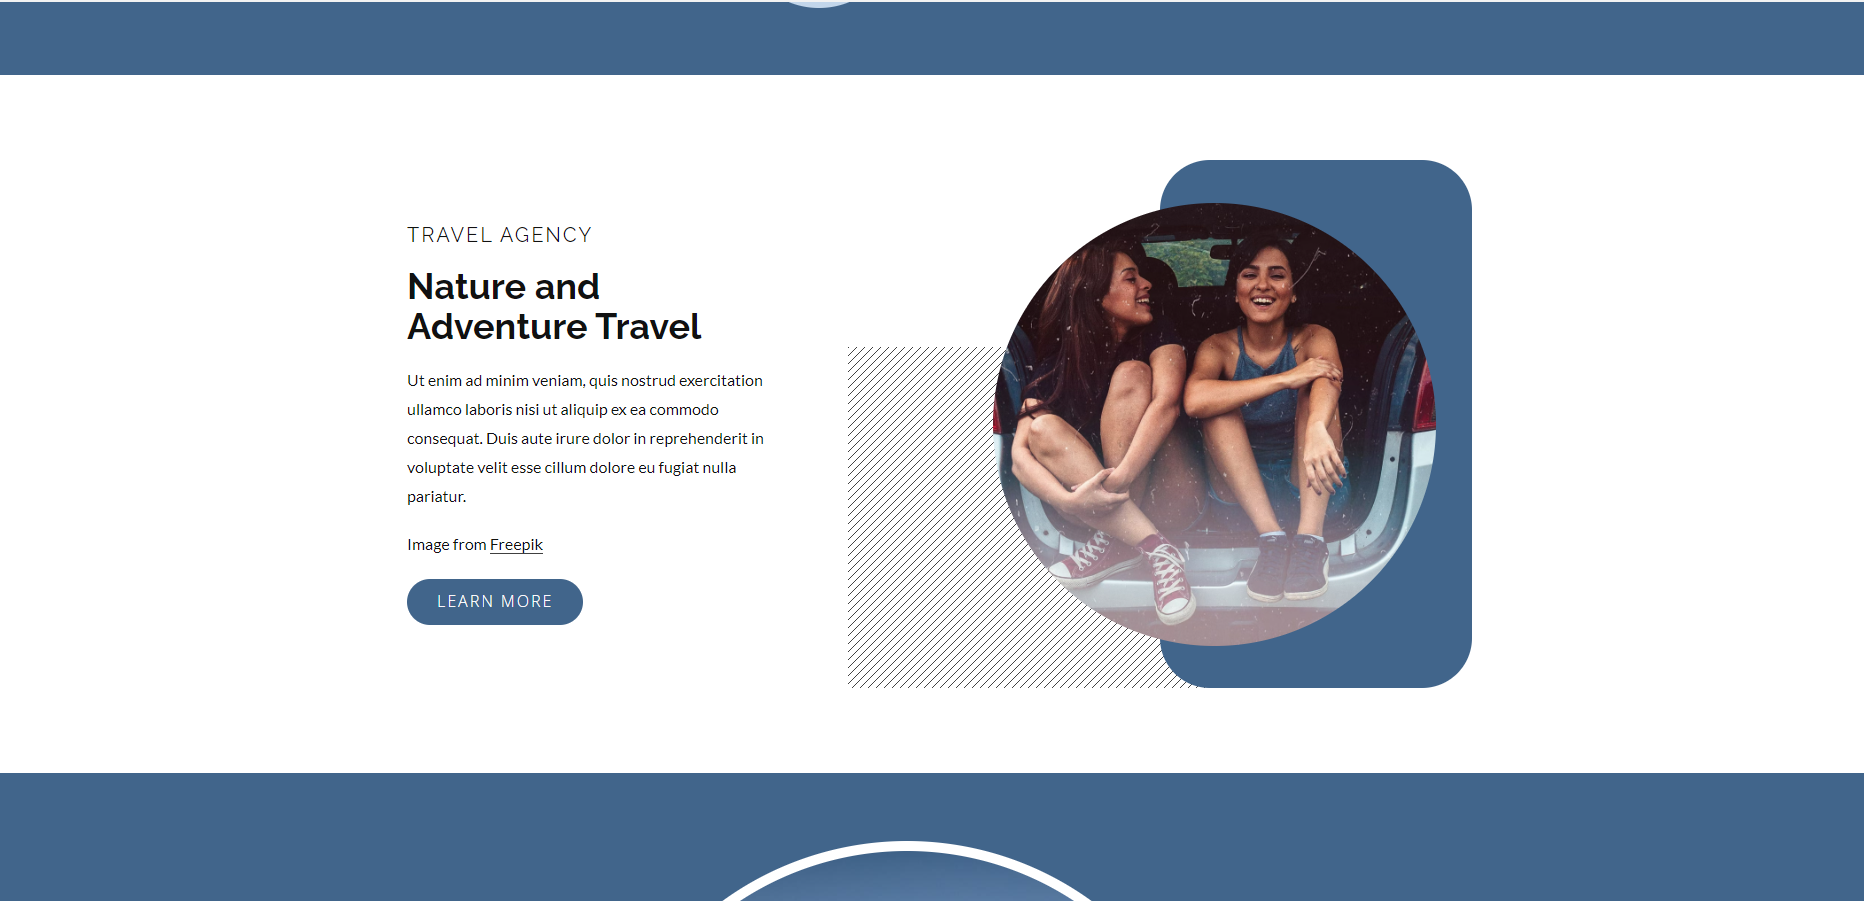 TRAVEL AGENCY
Nature and
Adventure Travel
Ut enim ad minim veniam, quis nostrud exercitation
ullamco laboris nisi ut aliquip ex ea commodo
consequat. Duis aute irure dolor in reprehenderit in
voluptate velit esse cillum dolore eu fugiat nulla
pariatur.
Image from Freepik
LEARN MORE